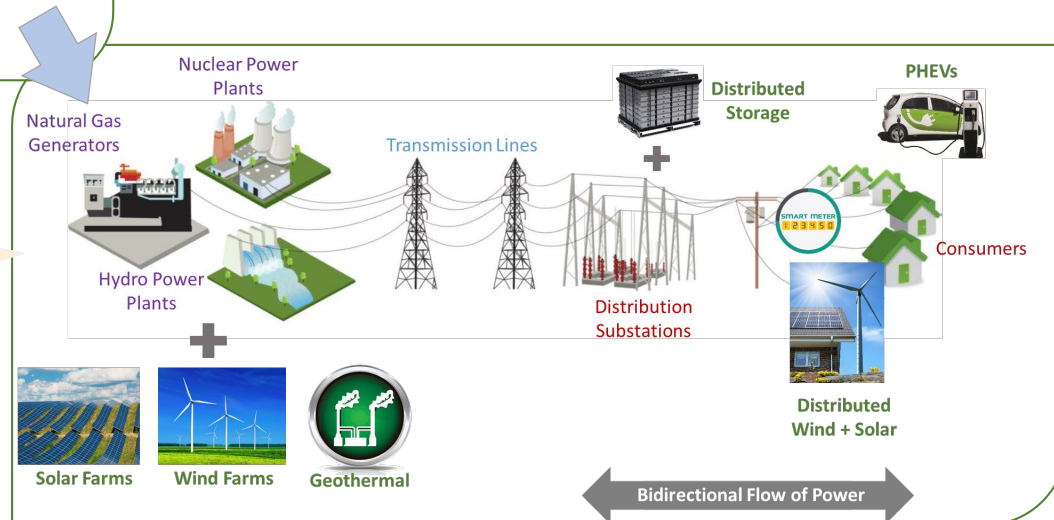 Nuclear Power
Plants
Natural Gas
Generators
Hydro Power
Plants
Transmission Lines
Distributed
Storage
PHEVs
SMART METER
123450
Consumers
Distribution
Substations
Distributed
Wind + Solar
Solar Farms
Wind Farms
Geothermal
Bidirectional Flow of Power